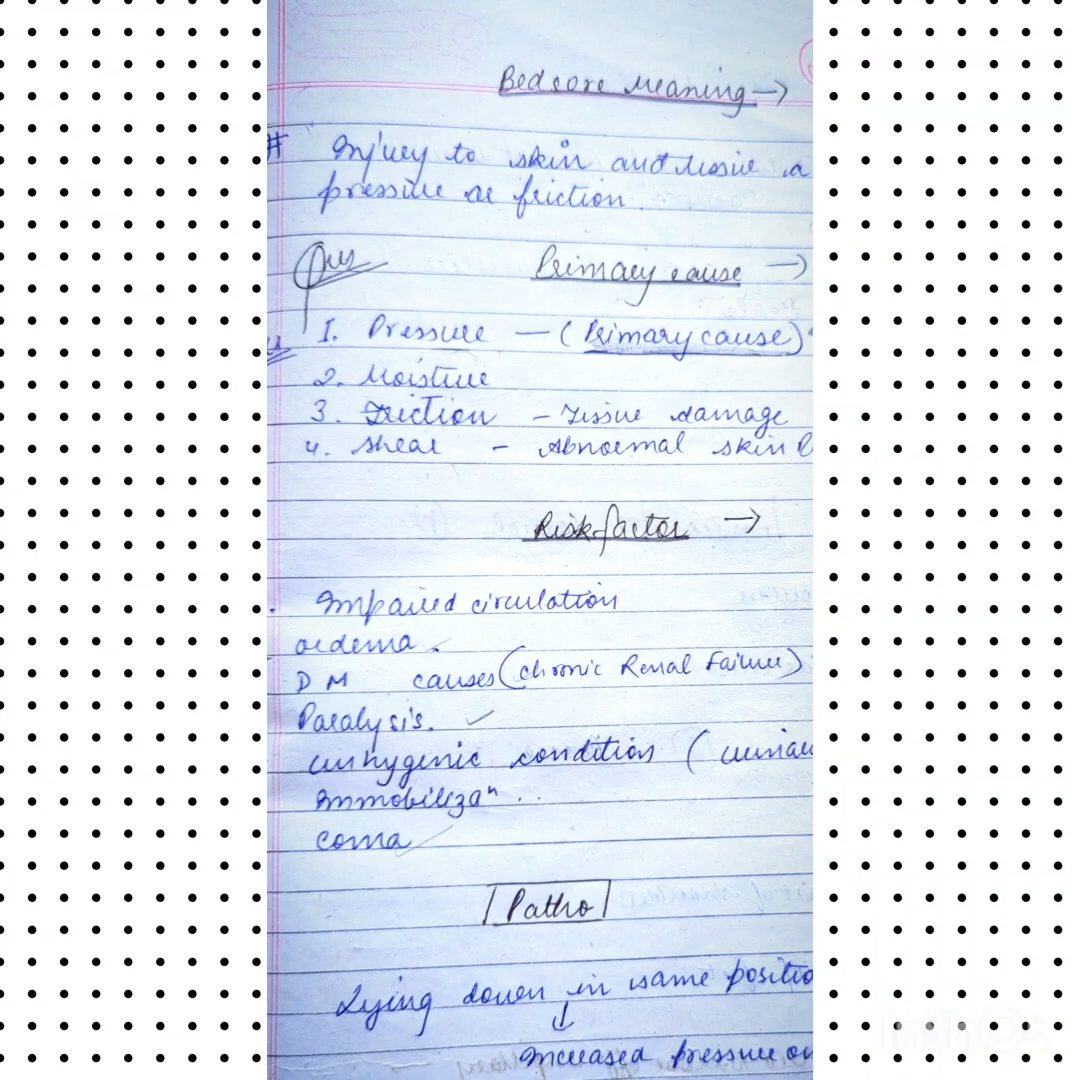 Bedsore Meaning →
# Injury to skin and tissue a
pressure or friction.
Ques
Primary cause →
1. Pressure — (Primary cause)
2. Moisture
3. Friction - Tissue damage
4. Shear - Abnormal skin
Risk factor →
Impaired circulation
oedema.
DM causes (chronic Renal Failure)
Paralysis. ✓
unhygenic condition (
Immobilizaⁿ ..
coma ✓
Patho
Lying down in same positio
↓
Increased pressure on
InShOt